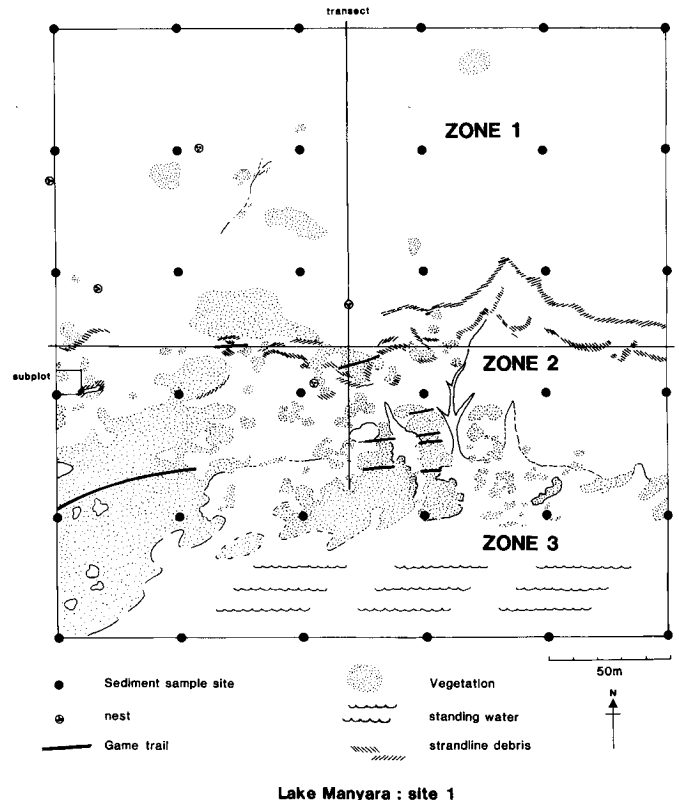 transect
ZONE 1
ZONE 2
subplot
ZONE 3
50m
Sediment sample site
Vegetation
N
nest
standing water
Game trail
strandline debris
Lake Manyara : site 1